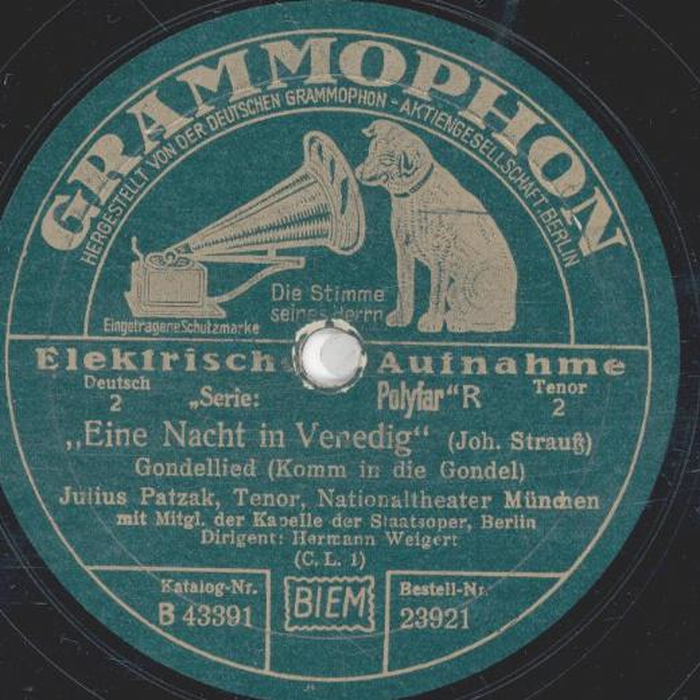 GRAMMOPHON
HERGESTELLT VON DER DEUTSCHEN GRAMMOPHON - AKTIENGESELLSCHAFT, BERLIN
Die Stimme
seines Herrn
Eingetragene Schutzmarke
Elektrische Aufnahme
Deutsch
2
„Serie: Polyfar“ R
Tenor
2
„Eine Nacht in Venedig“ (Joh. Strauß)
Gondellied (Komm in die Gondel)
Julius Patzak, Tenor, Nationaltheater München
mit Mitgl. der Kapelle der Staatsoper, Berlin
Dirigent: Hermann Weigert
(C. L. 1)
Katalog-Nr.
B 43391
BIEM
Bestell-Nr.
23921